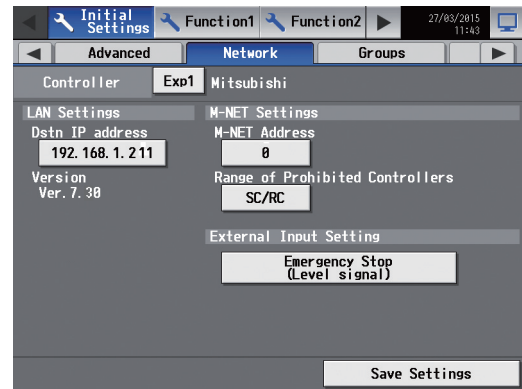 Initial Settings
Function1
Function2
27/03/2015
11:43
Advanced
Network
Groups
Controller
Exp1
Mitsubishi
LAN Settings
M-NET Settings
Dstn IP address
M-NET Address
192.168.1.211
0
Version
Range of Prohibited Controllers
Ver.7.30
SC/RC
External Input Setting
Emergency Stop
(Level signal)
Save Settings